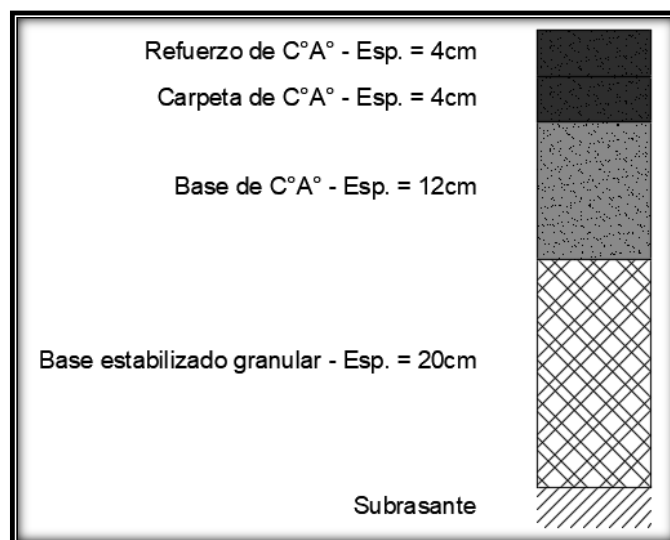 Refuerzo de C°A° - Esp. = 4cm
Carpeta de C°A° - Esp. = 4cm
Base de C°A° - Esp. = 12cm
Base estabilizado granular - Esp. = 20cm
Subrasante